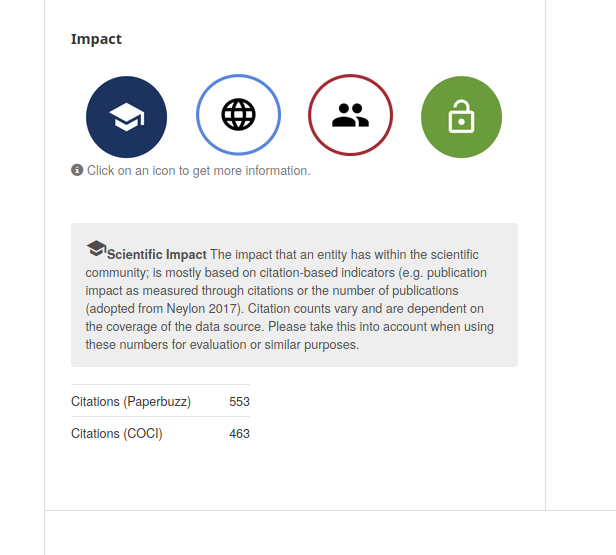 Impact
Click on an icon to get more information.
Scientific Impact The impact that an entity has within the scientific
community; is mostly based on citation-based indicators (e.g. publication
impact as measured through citations or the number of publications
(adopted from Neylon 2017). Citation counts vary and are dependent on
the coverage of the data source. Please take this into account when using
these numbers for evaluation or similar purposes.
Citations (Paperbuzz) 553
Citations (COCI) 463